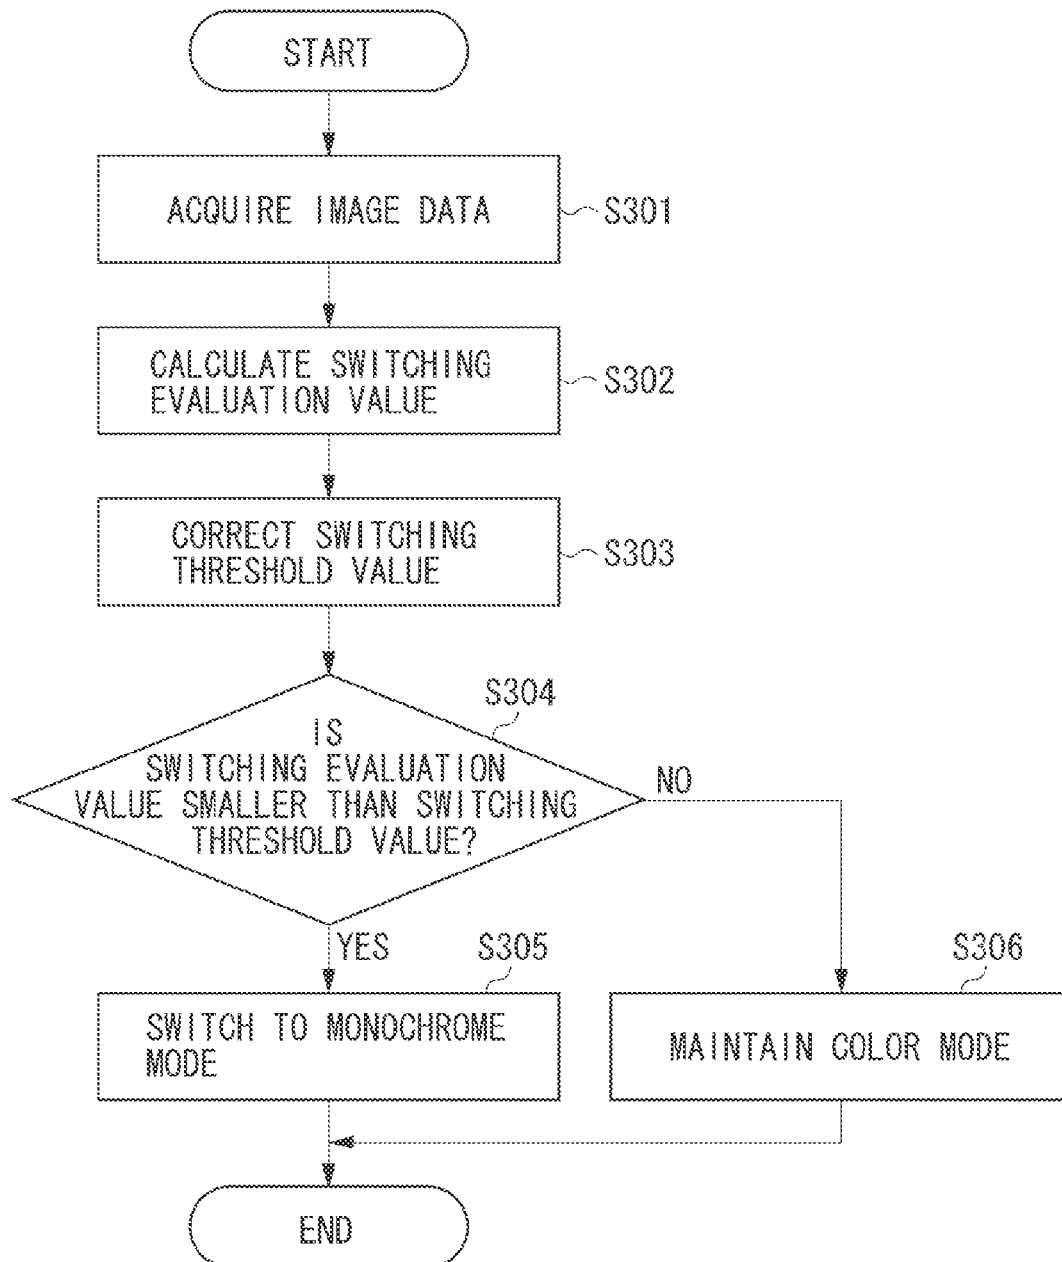 START
ACQUIRE IMAGE DATA
S301
CALCULATE SWITCHING
EVALUATION VALUE
S302
CORRECT SWITCHING
THRESHOLD VALUE
S303
S304
IS
SWITCHING EVALUATION
VALUE SMALLER THAN SWITCHING
THRESHOLD VALUE?
NO
YES
S305
SWITCH TO MONOCHROME
MODE
S306
MAINTAIN COLOR MODE
END